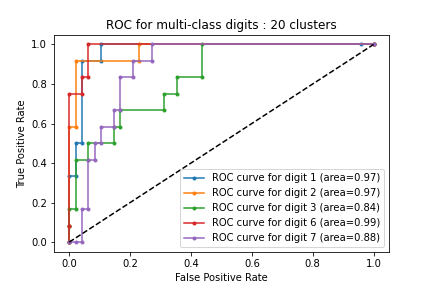 ROC for multi-class digits : 20 clusters
True Positive Rate
1.0
0.8
0.6
0.4
0.2
0.0
ROC curve for digit 1 (area=0.97)
ROC curve for digit 2 (area=0.97)
ROC curve for digit 3 (area=0.84)
ROC curve for digit 6 (area=0.99)
ROC curve for digit 7 (area=0.88)
0.0 0.2 0.4 0.6 0.8 1.0
False Positive Rate